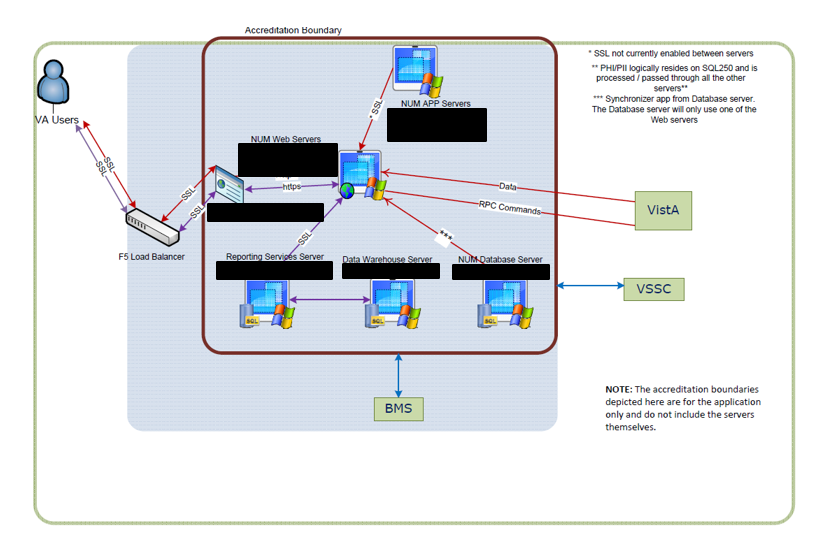 Accreditation Boundary
* SSL not currently enabled between servers
** PHI/PII logically resides on SQL250 and is
processed / passed through all the other
servers**
*** Synchronizer app from Database server.
The Database server will only use one of the
Web servers
VA Users
NUM APP Servers
* SSL
NUM Web Servers
SSL
SSL
SSL
SSL
https
Data
RPC Commands
VistA
SSL
***
F5 Load Balancer
Reporting Services Server
Data Warehouse Server
NUM Database Server
VSSC
SQL
SQL
SQL
BMS
NOTE: The accreditation boundaries
depicted here are for the application
only and do not include the servers
themselves.